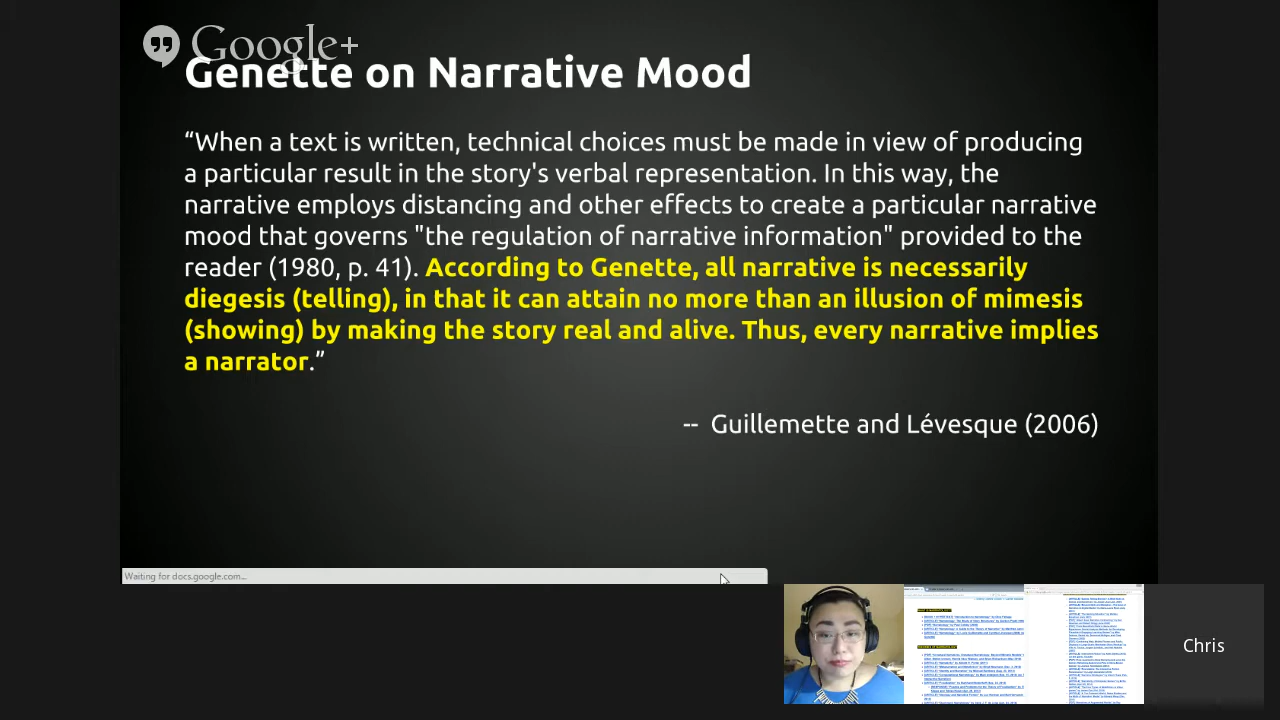 Google+
Genette on Narrative Mood
“When a text is written, technical choices must be made in view of producing
a particular result in the story's verbal representation. In this way, the
narrative employs distancing and other effects to create a particular narrative
mood that governs "the regulation of narrative information" provided to the
reader (1980, p. 41). According to Genette, all narrative is necessarily
diegesis (telling), in that it can attain no more than an illusion of mimesis
(showing) by making the story real and alive. Thus, every narrative implies
a narrator.”
-- Guillemette and Lévesque (2006)
Waiting for docs.google.com...
Chris